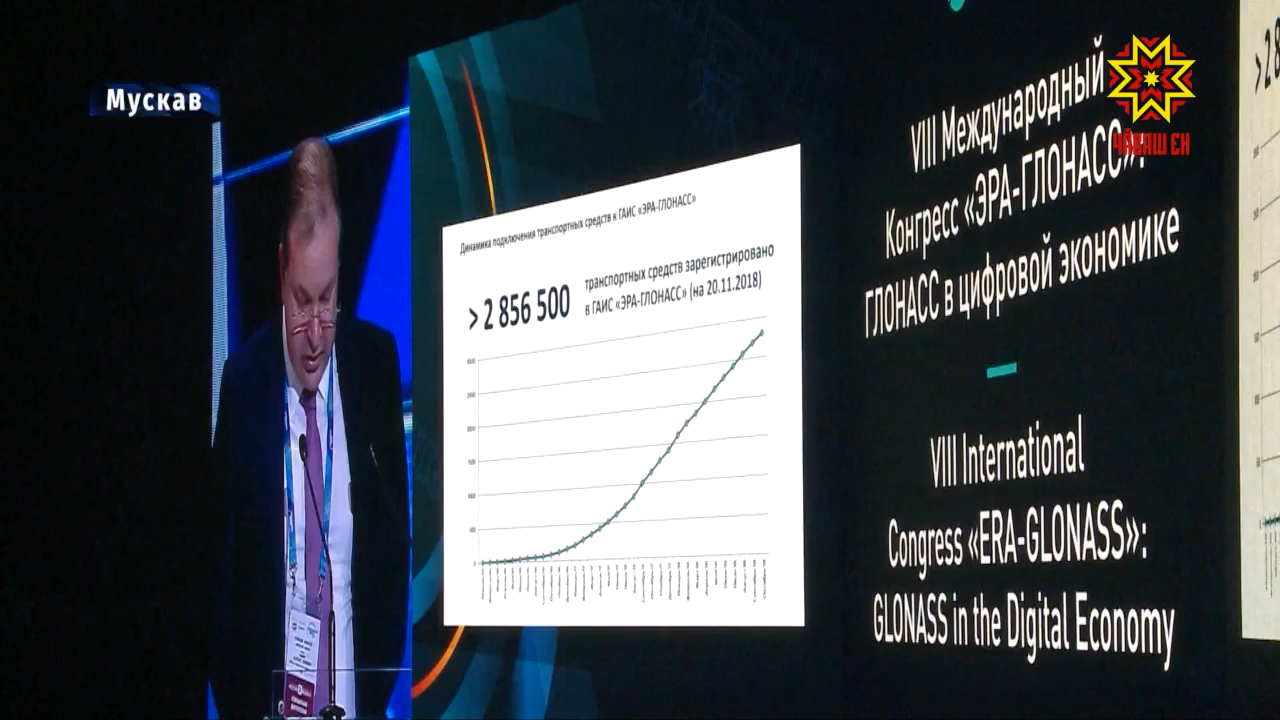 Мускав
ЧӐВАШ ЕН
Динамика подключения транспортных средств к ГАИС «ЭРА-ГЛОНАСС»
> 2 856 500
транспортных средств зарегистрировано
в ГАИС «ЭРА-ГЛОНАСС» (на 20.11.2018)
VIII Международный
Конгресс «ЭРА-ГЛОНАСС»:
ГЛОНАСС в цифровой экономике
VIII International
Congress «ERA-GLONASS»:
GLONASS in the Digital Economy